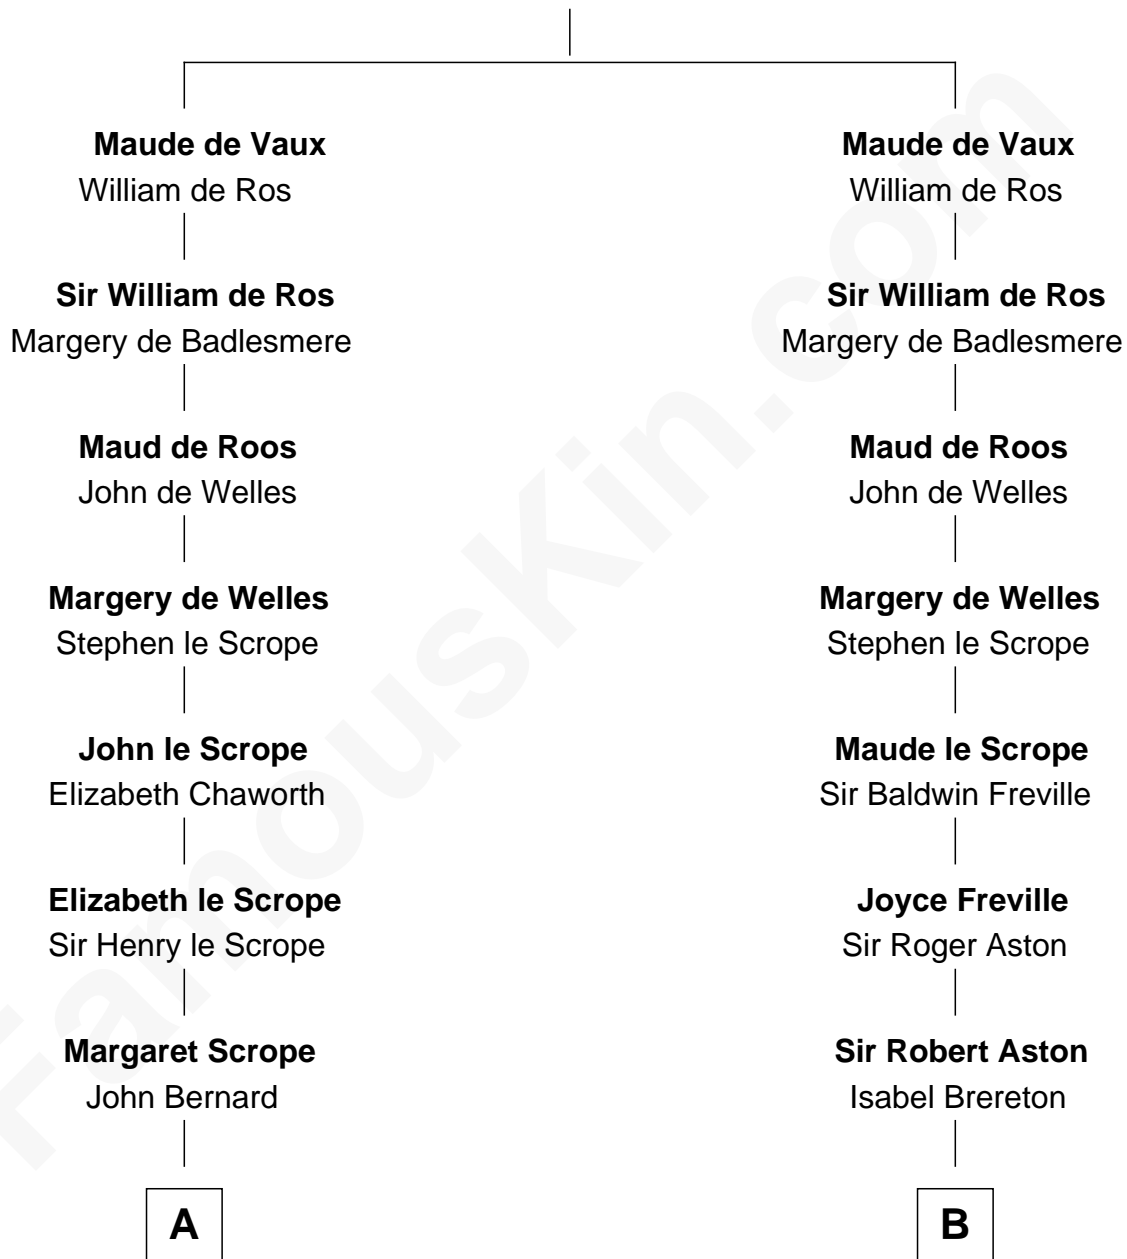 Maude de Vaux
William de Ros
Sir William de Ros
Margery de Badlesmere
Maud de Roos
John de Welles
Margery de Welles
Stephen le Scrope
John le Scrope
Elizabeth Chaworth
Elizabeth le Scrope
Sir Henry le Scrope
Margaret Scrope
John Bernard
A
Maude de Vaux
William de Ros
Sir William de Ros
Margery de Badlesmere
Maud de Roos
John de Welles
Margery de Welles
Stephen le Scrope
Maude le Scrope
Sir Baldwin Freville
Joyce Freville
Sir Roger Aston
Sir Robert Aston
Isabel Brereton
B
FamousKin.com